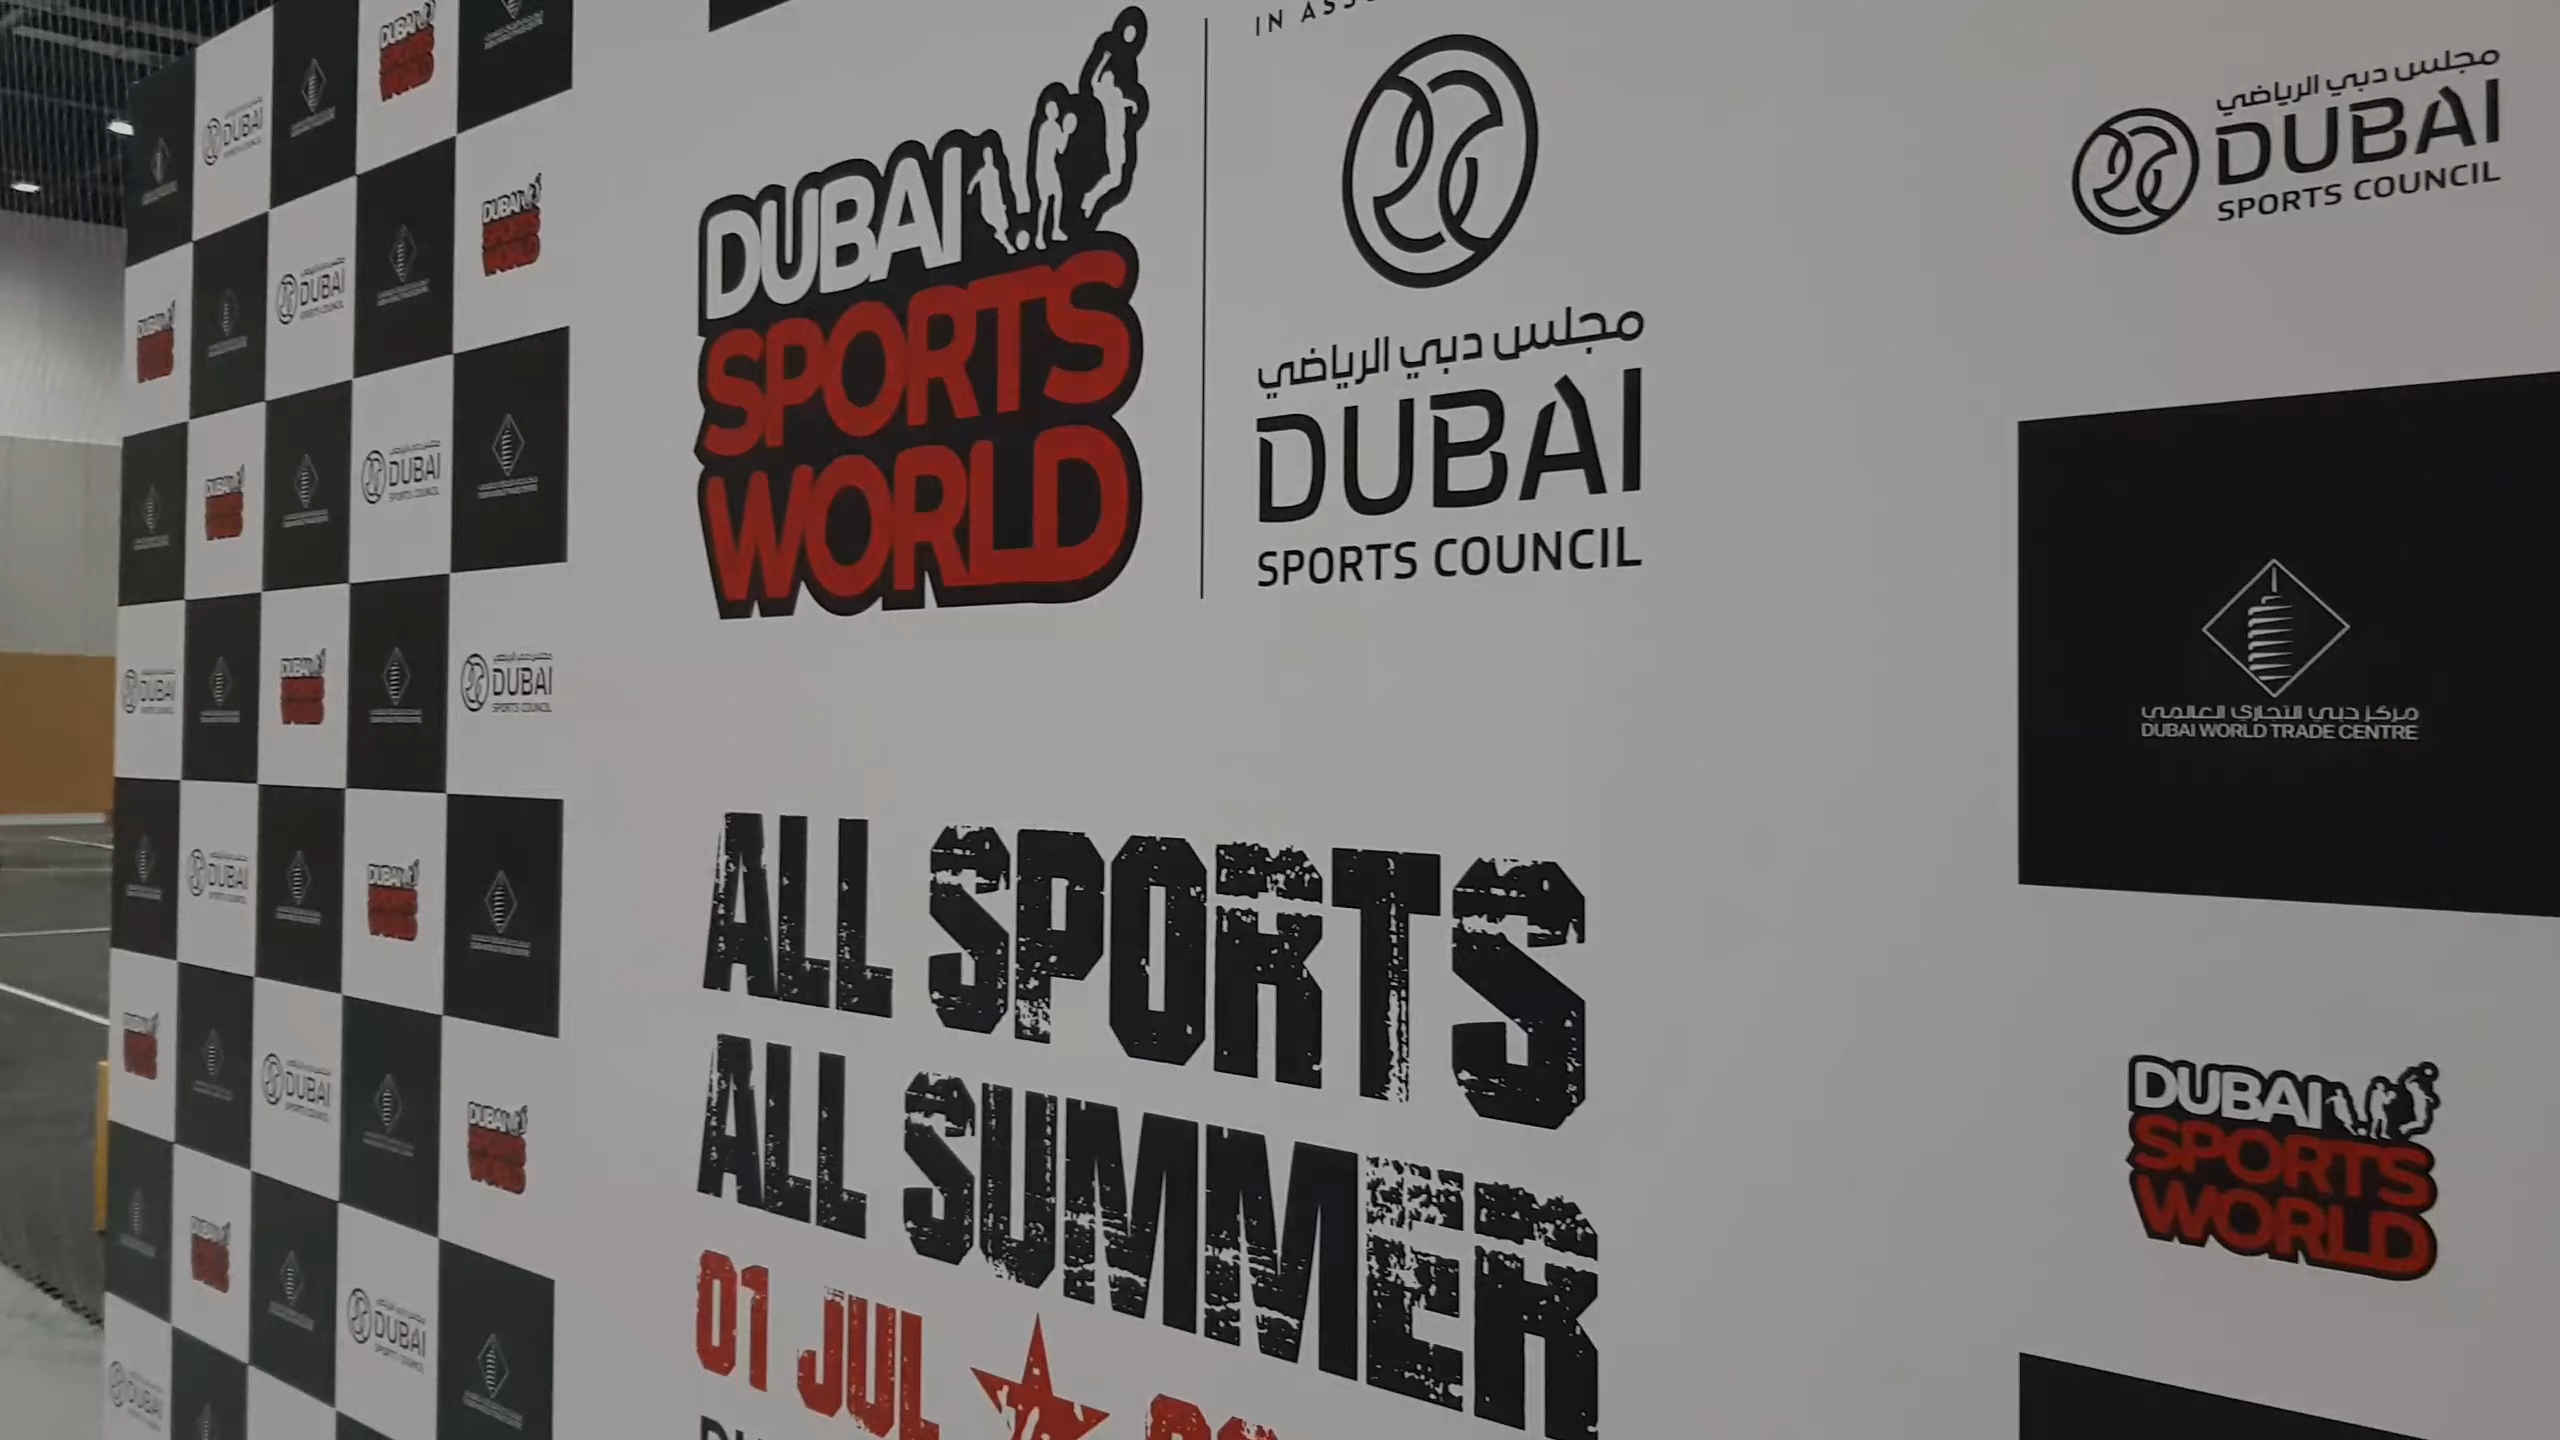 DUBAI
SPORTS
WORLD
IN ASS
مجلس دبي الرياضي
DUBAI
SPORTS COUNCIL
ALL SPORTS
ALL SUMMER
01 JUL
مجلس دبي الرياضي
DUBAI
SPORTS COUNCIL
مركز دبي التجاري العالمي
DUBAI WORLD TRADE CENTRE
DUBAI
SPORTS
WORLD